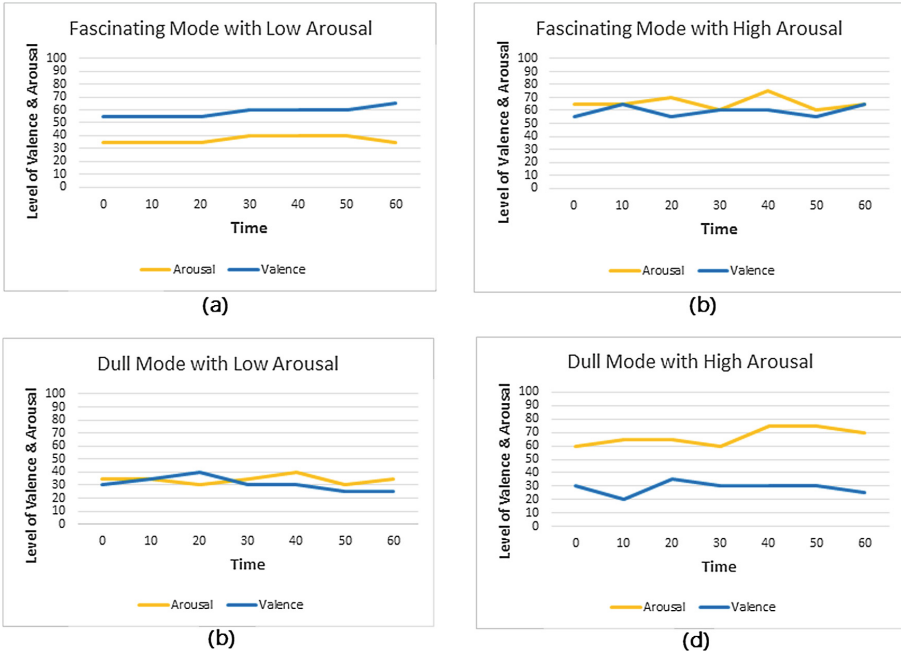 Fascinating Mode with Low Arousal
Level of Valence & Arousal
100
90
80
70
60
50
40
30
20
10
0
0 10 20 30 40 50 60
Time
Arousal Valence
(a)
Fascinating Mode with High Arousal
Level of Valence & Arousal
100
90
80
70
60
50
40
30
20
10
0
0 10 20 30 40 50 60
Time
Arousal Valence
(b)
Dull Mode with Low Arousal
Level of Valence & Arousal
100
90
80
70
60
50
40
30
20
10
0
0 10 20 30 40 50 60
Time
Arousal Valence
(b)
Dull Mode with High Arousal
Level of Valence & Arousal
100
90
80
70
60
50
40
30
20
10
0
0 10 20 30 40 50 60
Time
Arousal Valence
(d)